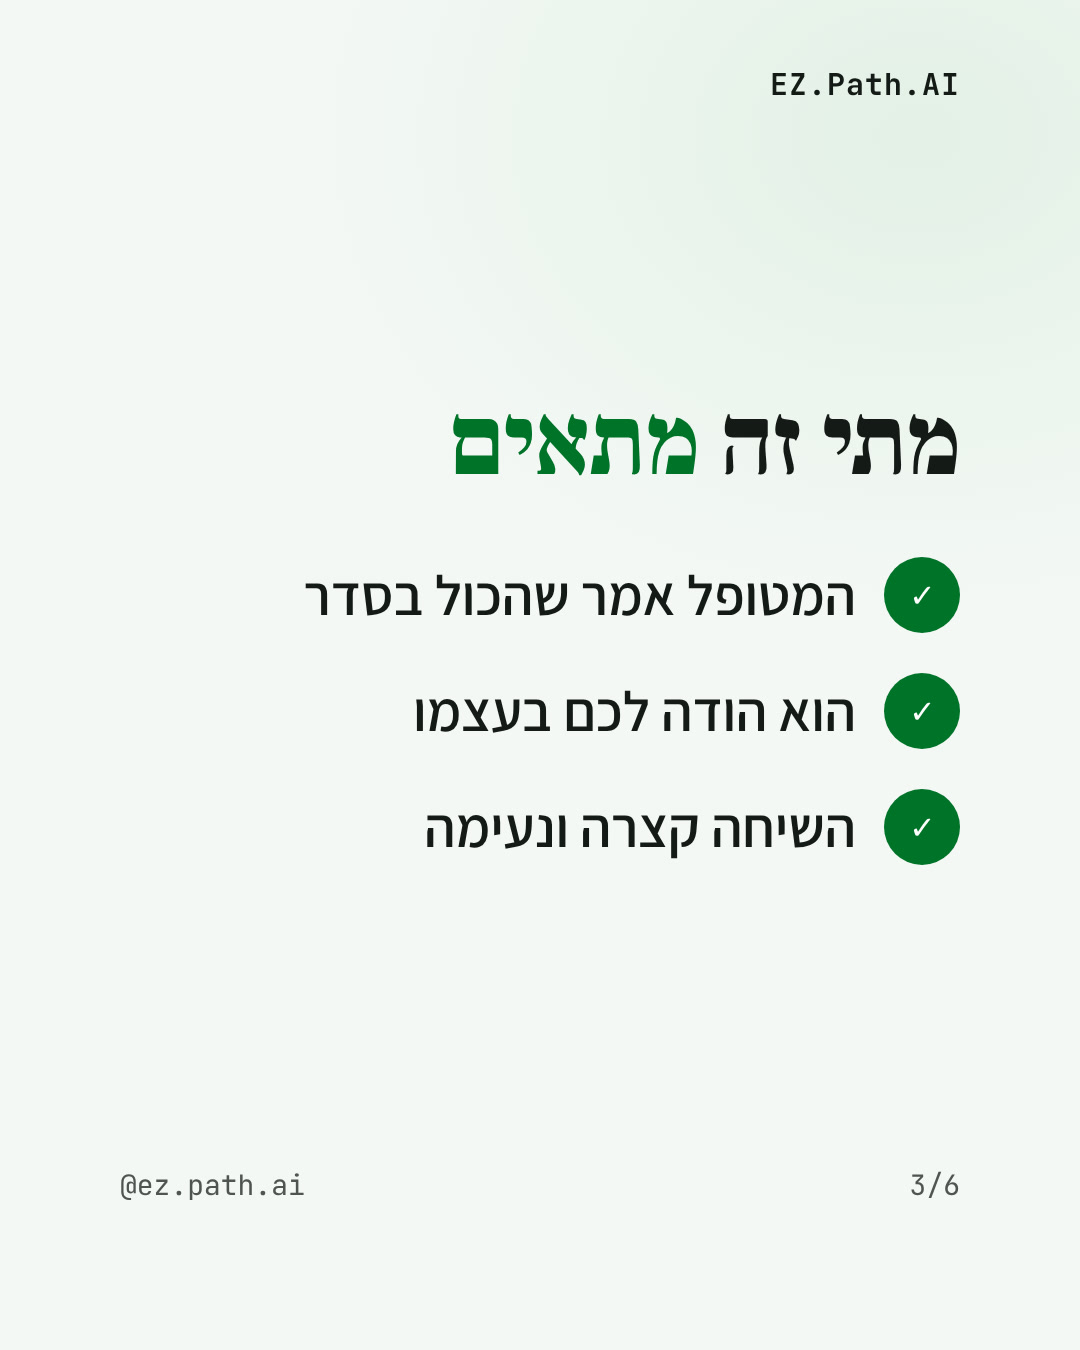 EZ.Path.AI
מתי זה מתאים
✓ המטופל אמר שהכול בסדר
✓ הוא הודה לכם בעצמו
✓ השיחה קצרה ונעימה
3/6
@ez.path.ai